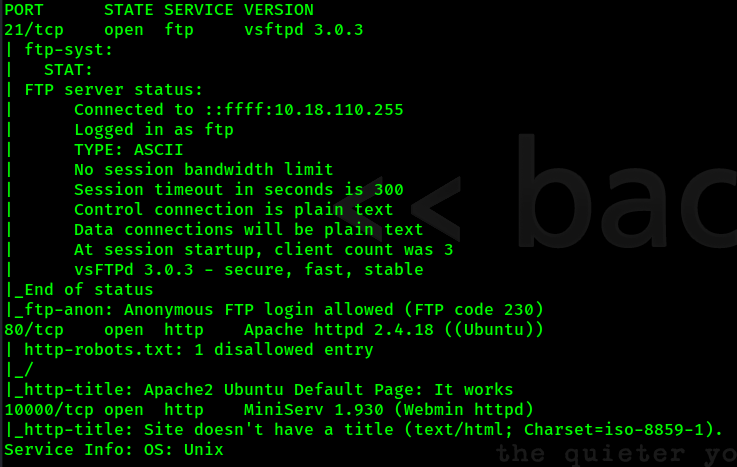 PORT      STATE SERVICE VERSION
21/tcp    open  ftp     vsftpd 3.0.3
| ftp-syst:
|   STAT:
| FTP server status:
|      Connected to ::ffff:10.18.110.255
|      Logged in as ftp
|      TYPE: ASCII
|      No session bandwidth limit
|      Session timeout in seconds is 300
|      Control connection is plain text
|      Data connections will be plain text
|      At session startup, client count was 3
|      vsFTPd 3.0.3 - secure, fast, stable
|_End of status
|_ftp-anon: Anonymous FTP login allowed (FTP code 230)
80/tcp    open  http    Apache httpd 2.4.18 ((Ubuntu))
| http-robots.txt: 1 disallowed entry
|_/
|_http-title: Apache2 Ubuntu Default Page: It works
10000/tcp open  http    MiniServ 1.930 (Webmin httpd)
|_http-title: Site doesn't have a title (text/html; Charset=iso-8859-1).
Service Info: OS: Unix
<< bac
the quieter yo